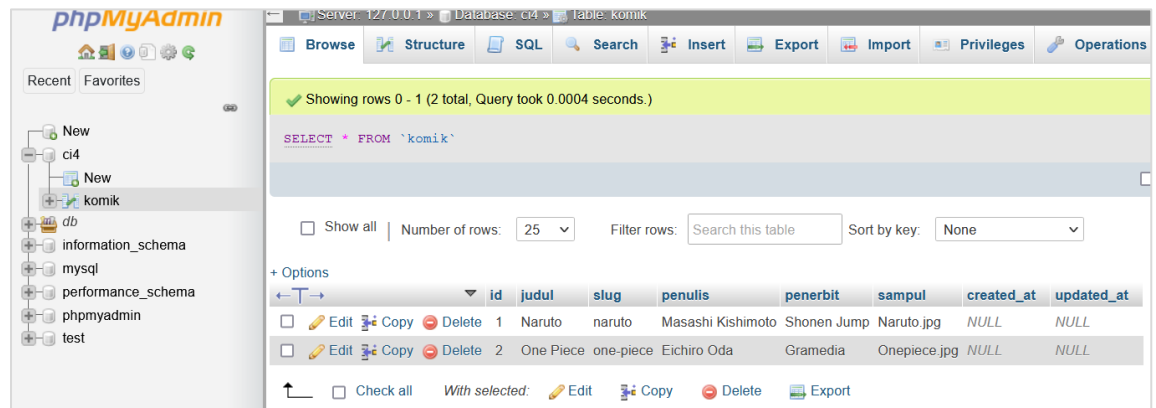 phpMyAdmin
Recent Favorites
New
ci4
New
komik
db
information_schema
mysql
performance_schema
phpmyadmin
test
Server: 127.0.0.1 » Database: ci4 » Table: komik
Browse Structure SQL Search Insert Export Import Privileges Operations
Showing rows 0 - 1 (2 total, Query took 0.0004 seconds.)
SELECT * FROM `komik`
Show all | Number of rows: 25 Filter rows: Search this table Sort by key: None
+ Options
←T→ id judul slug penulis penerbit sampul created_at updated_at
Edit Copy Delete 1 Naruto naruto Masashi Kishimoto Shonen Jump Naruto.jpg NULL NULL
Edit Copy Delete 2 One Piece one-piece Eichiro Oda Gramedia Onepiece.jpg NULL NULL
Check all With selected: Edit Copy Delete Export